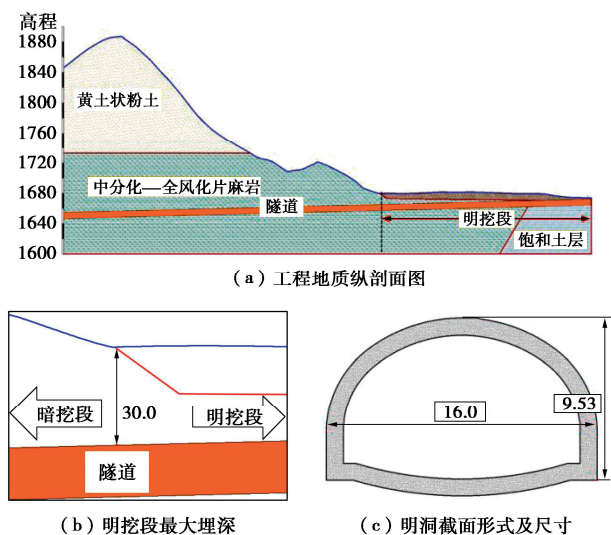 高程
1880
1840
1800
1760
1720
1680
1640
1600
黄土状粉土
中分化—全风化片麻岩
隧道
明挖段
饱和土层
(a)工程地质纵剖面图
暗挖段
30.0
明挖段
隧道
(b)明挖段最大埋深
16.0
9.53
(c)明洞截面形式及尺寸